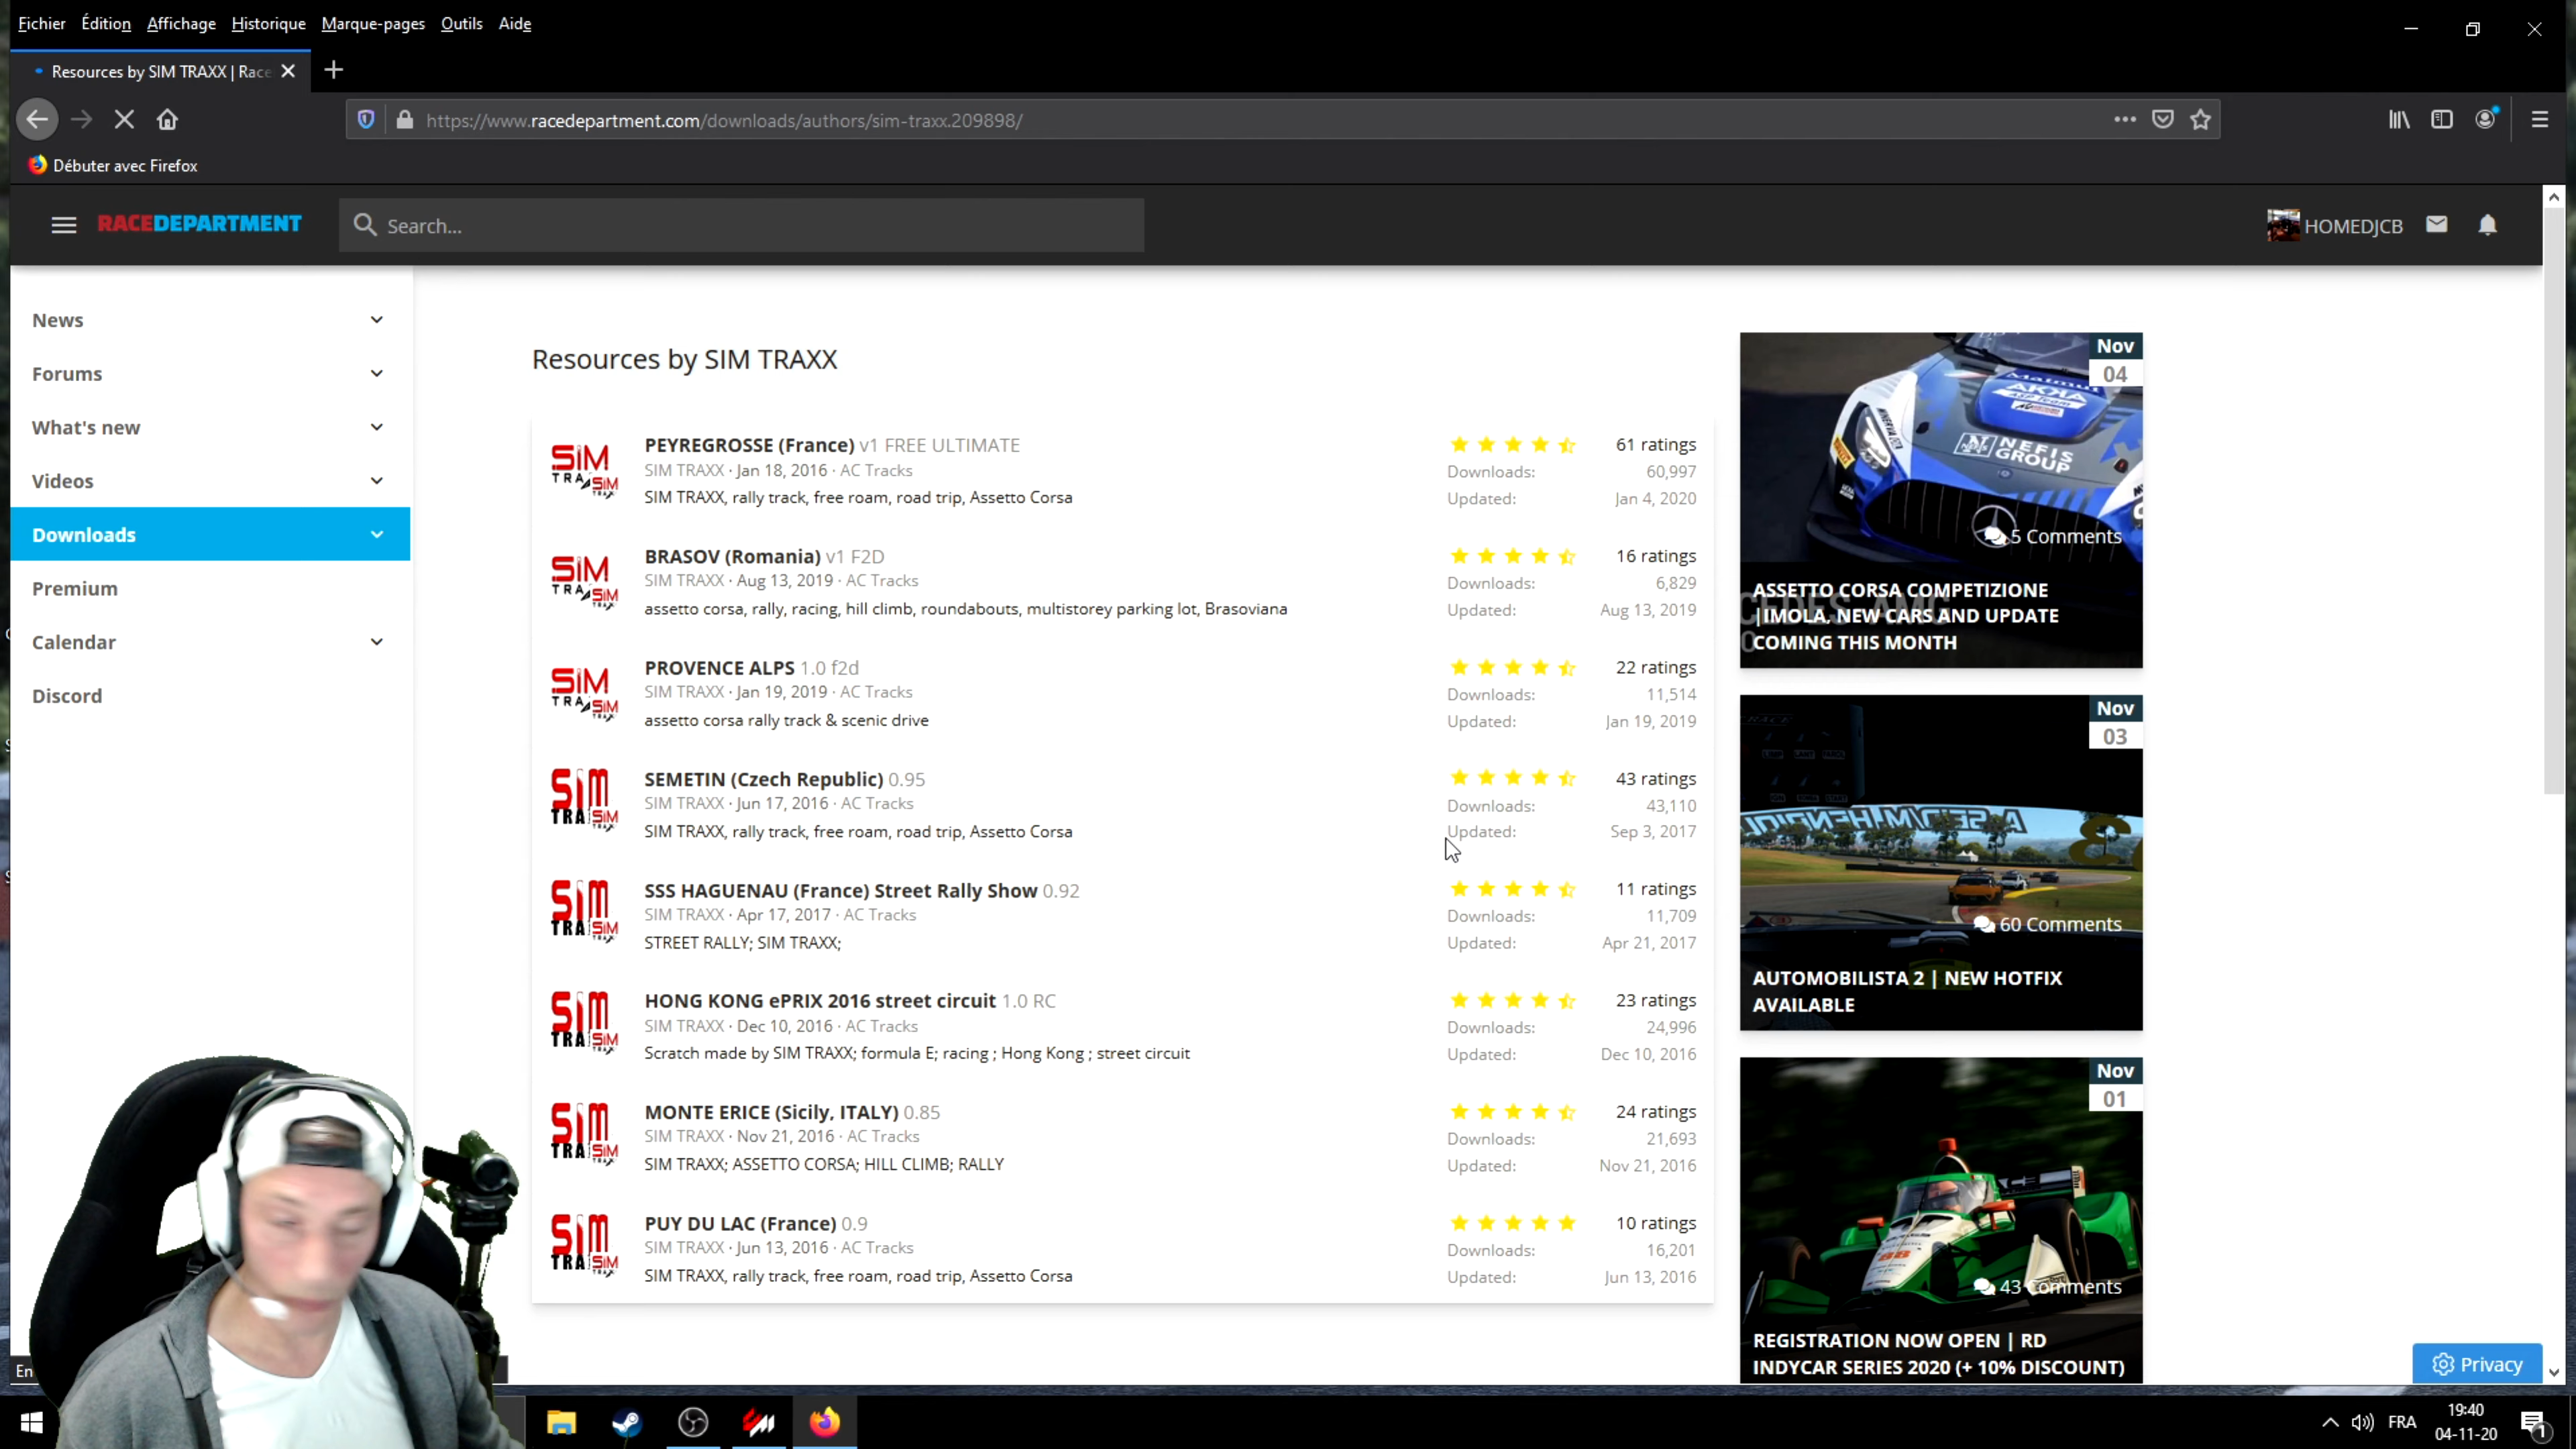 Fichier Édition Affichage Historique Marque-pages Outils Aide
Resources by SIM TRAXX | Race
https://www.racedepartment.com/downloads/authors/sim-traxx.209898/
Débuter avec Firefox
RACEDEPARTMENT
Search...
HOMEDJCB
News
Forums
What's new
Videos
Downloads
Premium
Calendar
Discord
Resources by SIM TRAXX
PEYREGROSSE (France) v1 FREE ULTIMATE
SIM TRAXX · Jan 18, 2016 · AC Tracks
SIM TRAXX, rally track, free roam, road trip, Assetto Corsa
61 ratings
Downloads: 60,997
Updated: Jan 4, 2020
BRASOV (Romania) v1 F2D
SIM TRAXX · Aug 13, 2019 · AC Tracks
assetto corsa, rally, racing, hill climb, roundabouts, multistorey parking lot, Brasoviana
16 ratings
Downloads: 6,829
Updated: Aug 13, 2019
PROVENCE ALPS 1.0 f2d
SIM TRAXX · Jan 19, 2019 · AC Tracks
assetto corsa rally track & scenic drive
22 ratings
Downloads: 11,514
Updated: Jan 19, 2019
SEMETIN (Czech Republic) 0.95
SIM TRAXX · Jun 17, 2016 · AC Tracks
SIM TRAXX, rally track, free roam, road trip, Assetto Corsa
43 ratings
Downloads: 43,110
Updated: Sep 3, 2017
SSS HAGUENAU (France) Street Rally Show 0.92
SIM TRAXX · Apr 17, 2017 · AC Tracks
STREET RALLY; SIM TRAXX;
11 ratings
Downloads: 11,709
Updated: Apr 21, 2017
HONG KONG ePRIX 2016 street circuit 1.0 RC
SIM TRAXX · Dec 10, 2016 · AC Tracks
Scratch made by SIM TRAXX; formula E; racing ; Hong Kong ; street circuit
23 ratings
Downloads: 24,996
Updated: Dec 10, 2016
MONTE ERICE (Sicily, ITALY) 0.85
SIM TRAXX · Nov 21, 2016 · AC Tracks
SIM TRAXX; ASSETTO CORSA; HILL CLIMB; RALLY
24 ratings
Downloads: 21,693
Updated: Nov 21, 2016
PUY DU LAC (France) 0.9
SIM TRAXX · Jun 13, 2016 · AC Tracks
SIM TRAXX, rally track, free roam, road trip, Assetto Corsa
10 ratings
Downloads: 16,201
Updated: Jun 13, 2016
Nov
04
AKKA
NEFIS
GROUP
5 Comments
ASSETTO CORSA COMPETIZIONE
|IMOLA, NEW CARS AND UPDATE
COMING THIS MONTH
Nov
03
60 Comments
AUTOMOBILISTA 2 | NEW HOTFIX
AVAILABLE
Nov
01
88
43 Comments
REGISTRATION NOW OPEN | RD
INDYCAR SERIES 2020 (+ 10% DISCOUNT)
Privacy
En
FRA
19:40
04-11-20
1